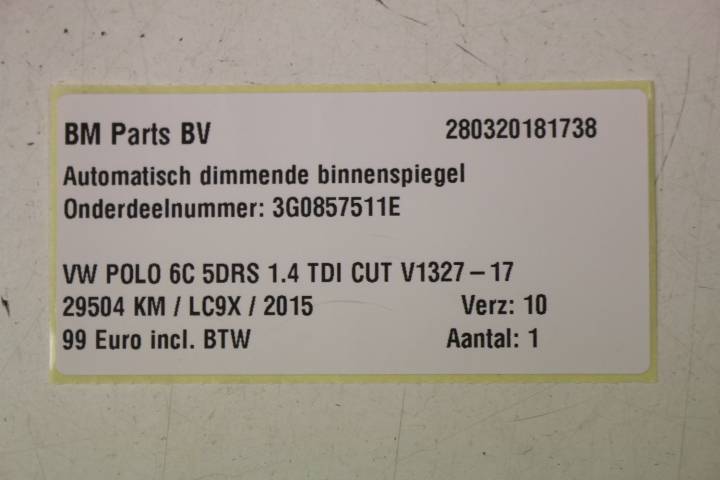 BM Parts BV 280320181738
Automatisch dimmende binnenspiegel
Onderdeelnummer: 3G0857511E
VW POLO 6C 5DRS 1.4 TDI CUT V1327-17
29504 KM / LC9X / 2015 Verz: 10
99 Euro incl. BTW Aantal: 1